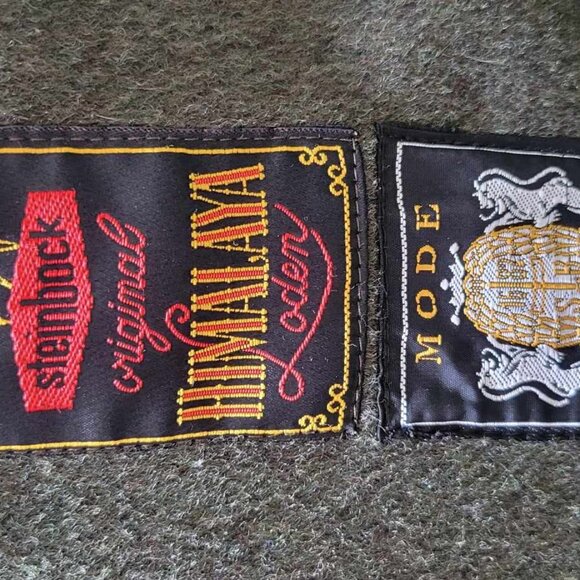 steinbock
original
HIMALAYA
Loden
MODE